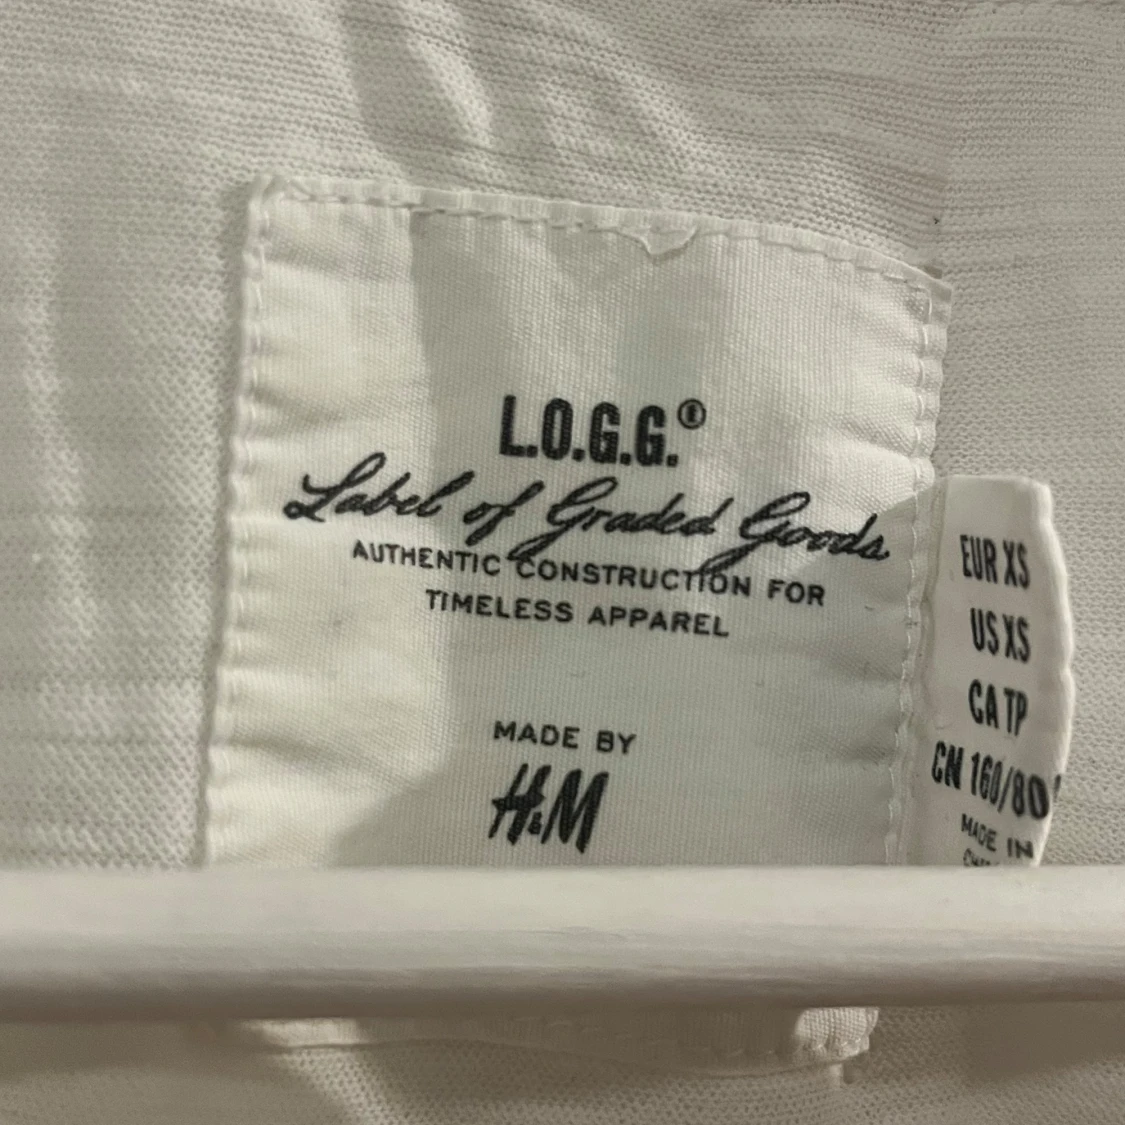 L.O.G.G.®
Label of Graded Goods
AUTHENTIC CONSTRUCTION FOR
TIMELESS APPAREL
MADE BY
H&M
EUR XS
US XS
CA TP
CN 160/80
MADE IN